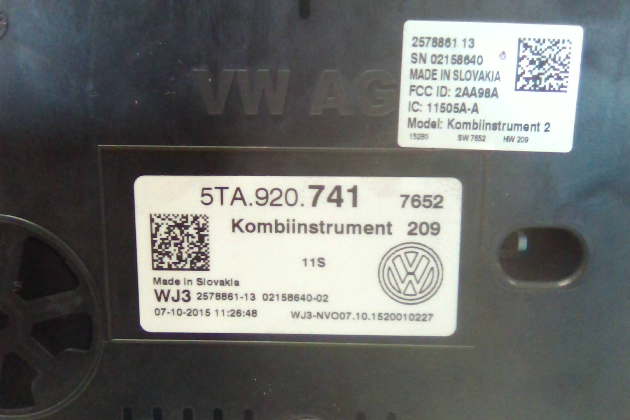 2578861 13
SN 02158640
MADE IN SLOVAKIA
FCC ID: 2AA98A
IC: 11505A-A
Model: Kombiinstrument 2
15280 SW 7652 HW 209
VW AG
5TA.920.741 7652
Kombiinstrument 209
11S
Made in Slovakia
WJ3 2578861-13 02158640-02
07-10-2015 11:26:48 WJ3-NVO07.10.1520010227